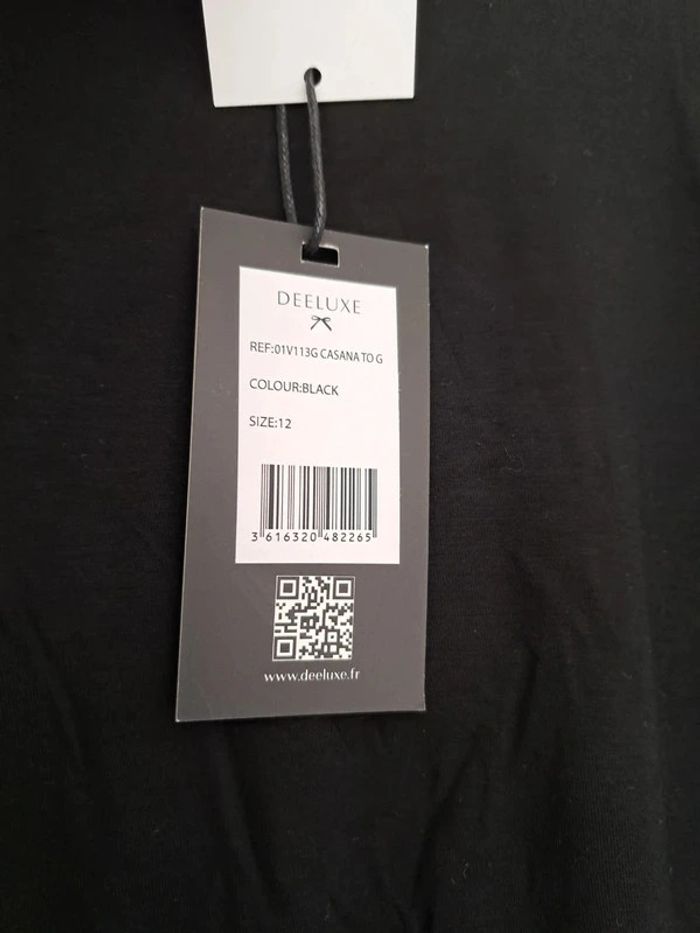 DEELUXE
REF:01V113G CASANA TO G
COLOUR:BLACK
SIZE:12
3 616320 482265
www.deeluxe.fr